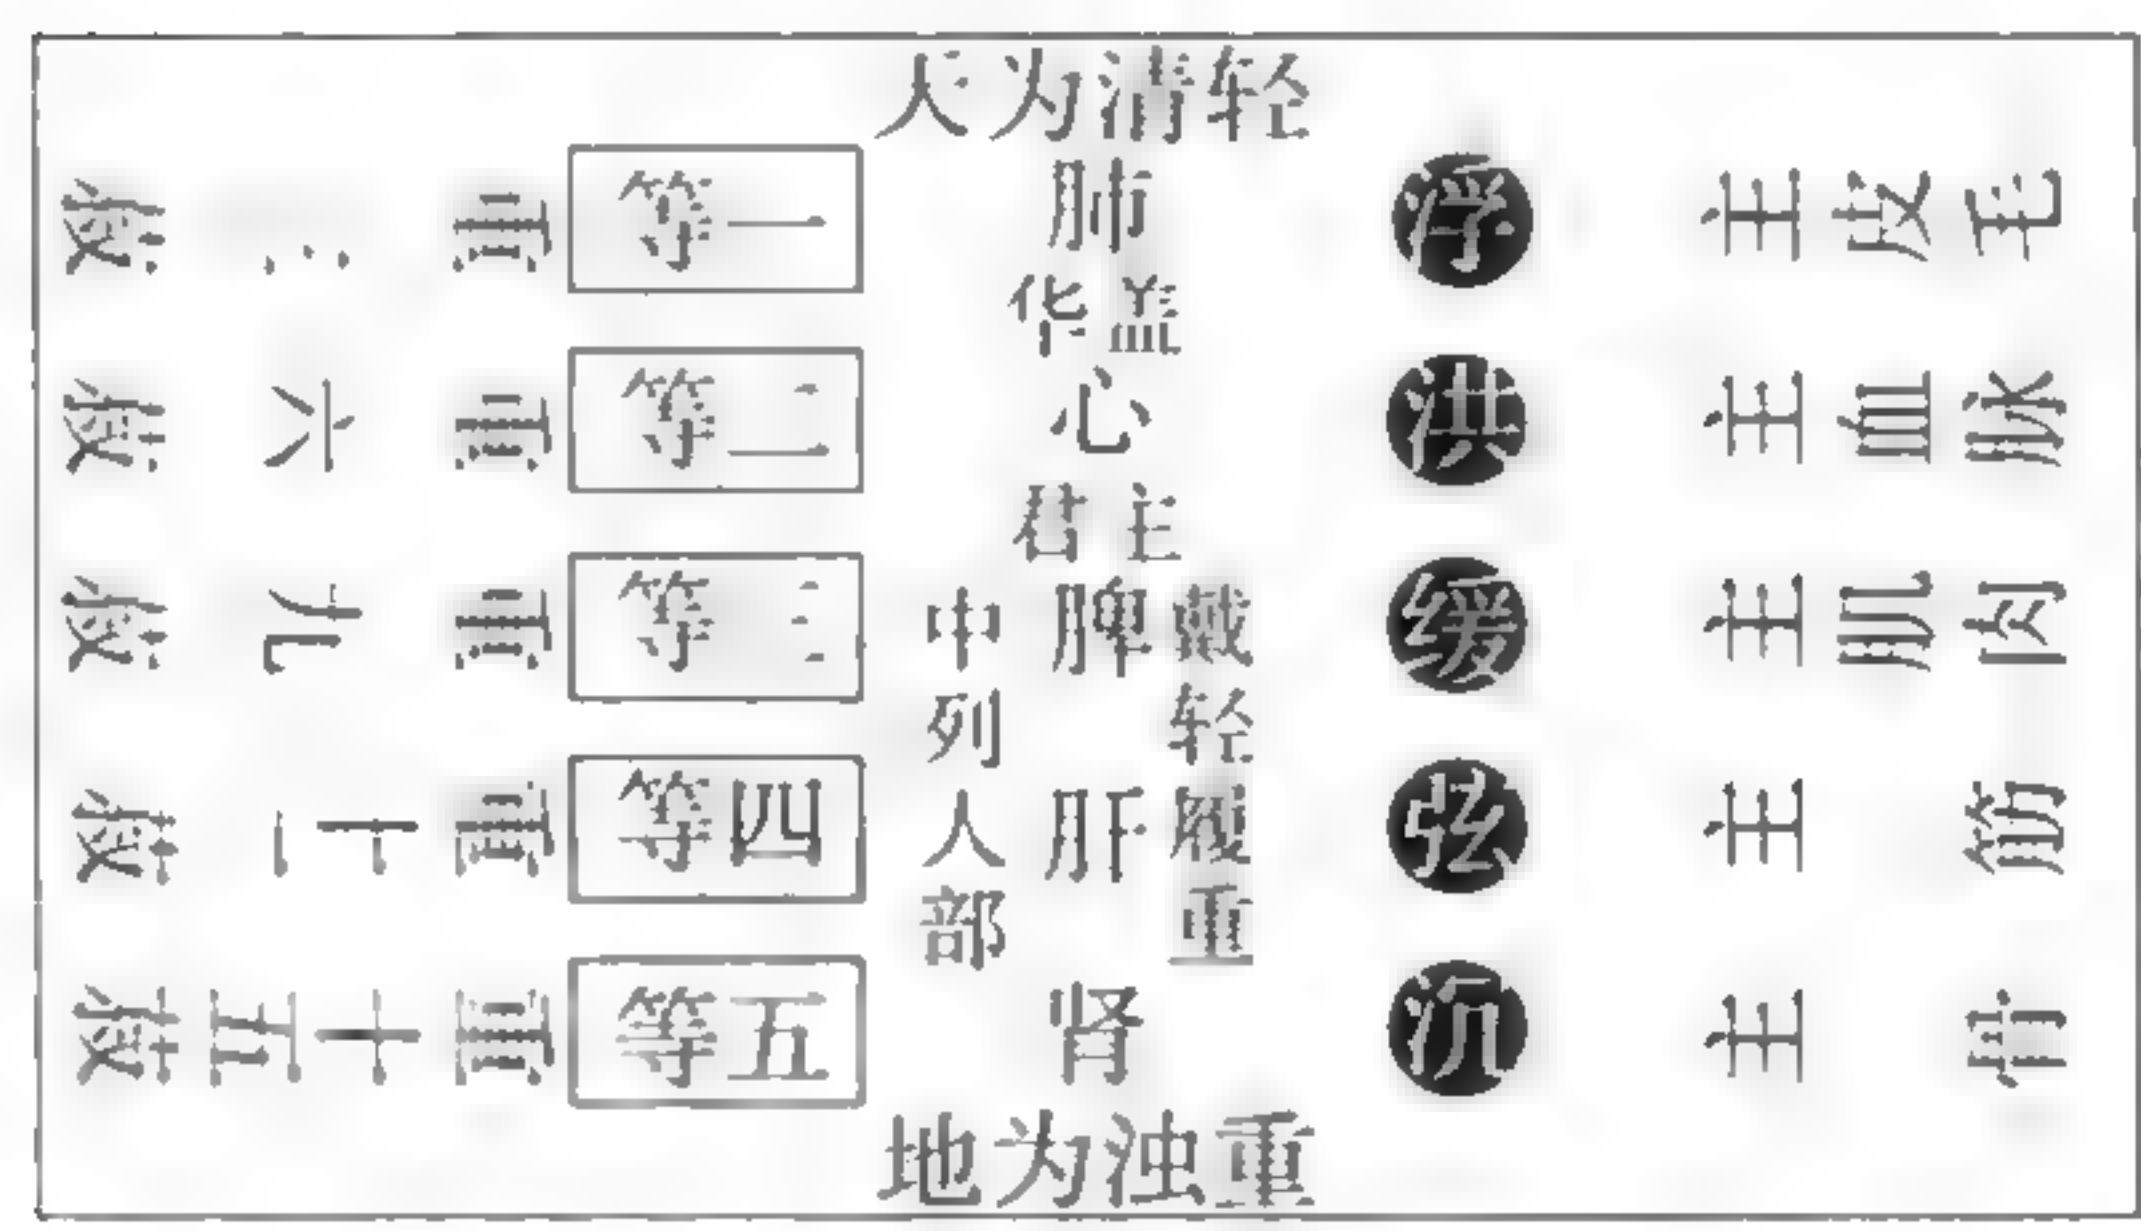 天为清轻
重三菽
等一
肺
浮
主皮毛
华盖
重六菽
等二
心
洪
主血脉
君主
重九菽
等三
中列人部
脾
戴轻履重
缓
主肌肉
重十二菽
等四
肝
弦
主筋
重十五菽
等五
肾
沉
主骨
地为浊重